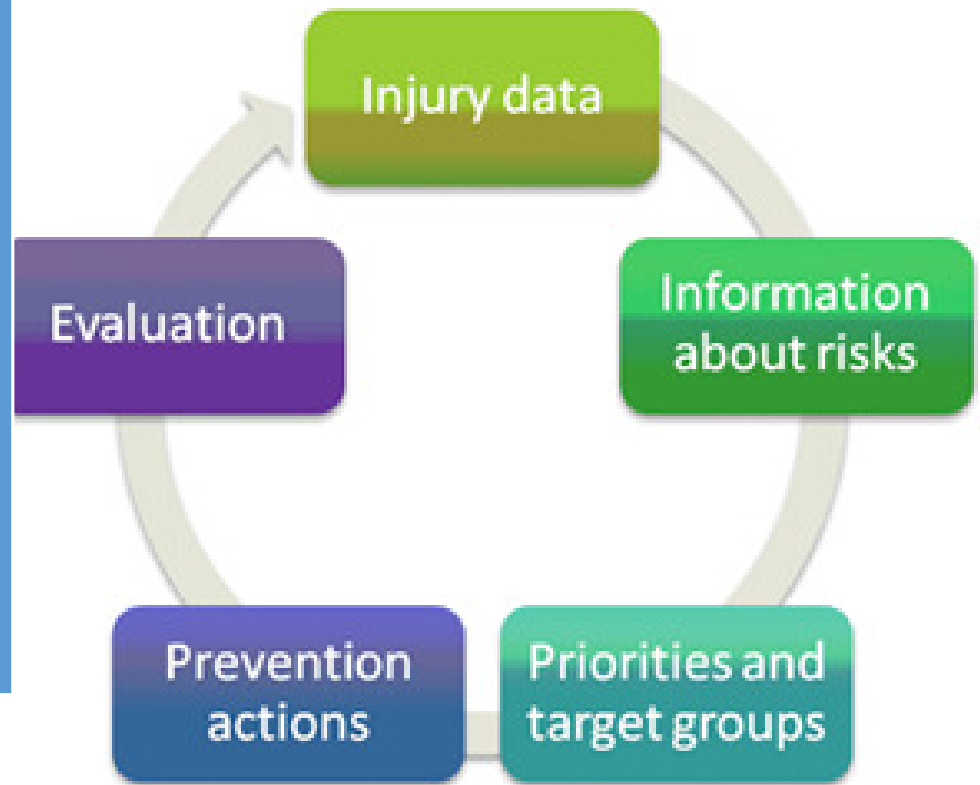 Injury data
Information
about risks
Priorities and
target groups
Prevention
actions
Evaluation